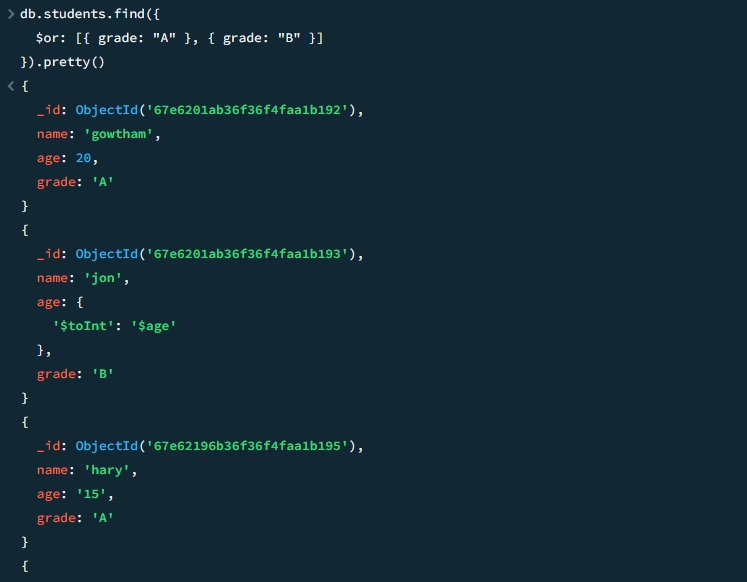 > db.students.find({
$or: [{ grade: "A" }, { grade: "B" }]
}).pretty()
< {
_id: ObjectId('67e6201ab36f36f4faa1b192'),
name: 'gowtham',
age: 20,
grade: 'A'
}
{
_id: ObjectId('67e6201ab36f36f4faa1b193'),
name: 'jon',
age: {
'$toInt': '$age'
},
grade: 'B'
}
{
_id: ObjectId('67e62196b36f36f4faa1b195'),
name: 'hary',
age: '15',
grade: 'A'
}
{